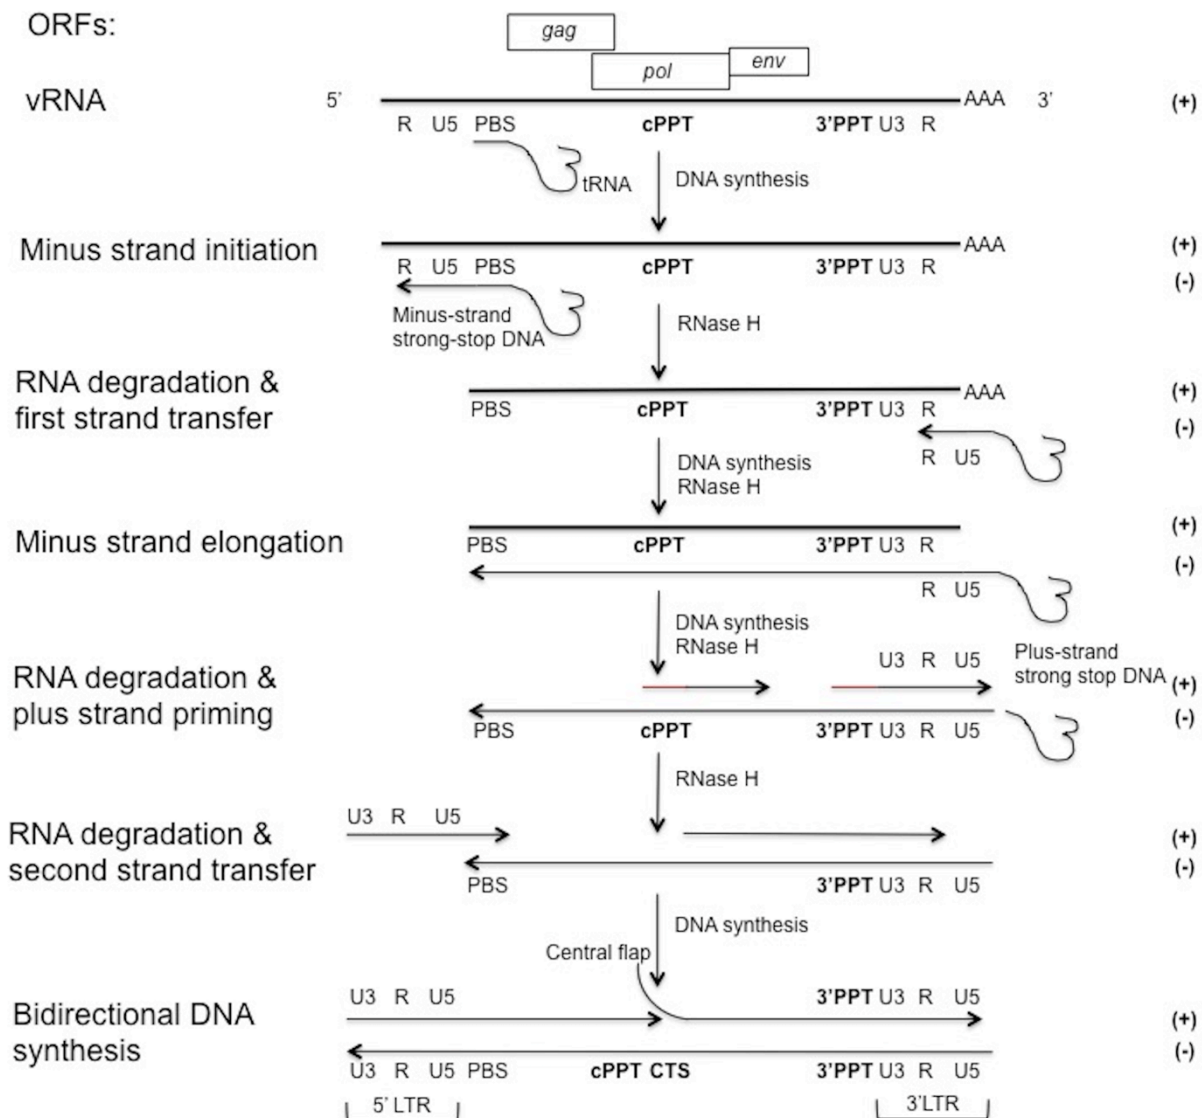 ORFs:
gag
pol
env
vRNA
5’
AAA
3’
(+)
R U5 PBS
cPPT
3’PPT U3 R
tRNA
DNA synthesis
Minus strand initiation
AAA
(+)
R U5 PBS
cPPT
3’PPT U3 R
(-)
Minus-strand
strong-stop DNA
RNase H
RNA degradation &
first strand transfer
AAA
(+)
PBS
cPPT
3’PPT U3 R
(-)
R U5
DNA synthesis
RNase H
Minus strand elongation
(+)
PBS
cPPT
3’PPT U3 R
(-)
R U5
DNA synthesis
RNase H
RNA degradation &
plus strand priming
U3 R U5
Plus-strand
strong stop DNA
(+)
(-)
PBS
cPPT
3’PPT U3 R U5
RNase H
RNA degradation &
second strand transfer
U3 R U5
(+)
(-)
PBS
3’PPT U3 R U5
DNA synthesis
Central flap
Bidirectional DNA
synthesis
U3 R U5
3’PPT U3 R U5
(+)
(-)
U3 R U5 PBS
cPPT CTS
3’PPT U3 R U5
5’ LTR
3’LTR